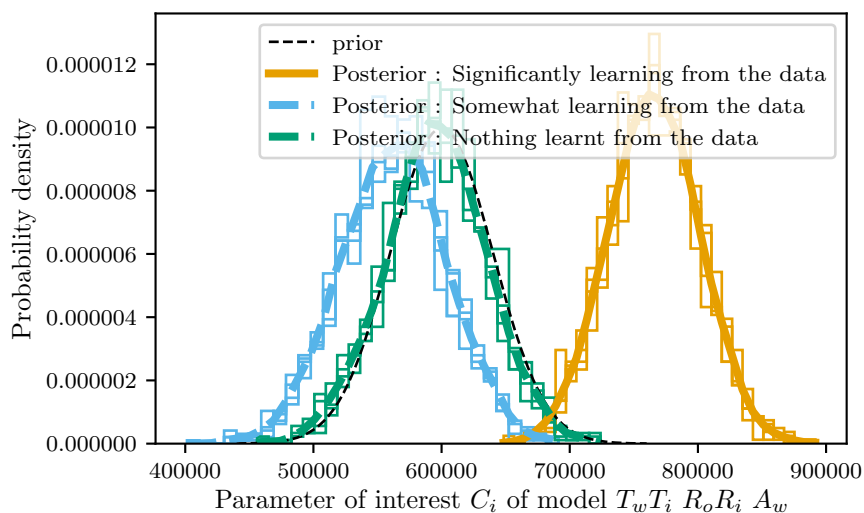 prior
Posterior : Significantly learning from the data
Posterior : Somewhat learning from the data
Posterior : Nothing learnt from the data
Probability density
0.000012
0.000010
0.000008
0.000006
0.000004
0.000002
0.000000
400000 500000 600000 700000 800000 900000
Parameter of interest C_i of model T_wT_i R_oR_i A_w